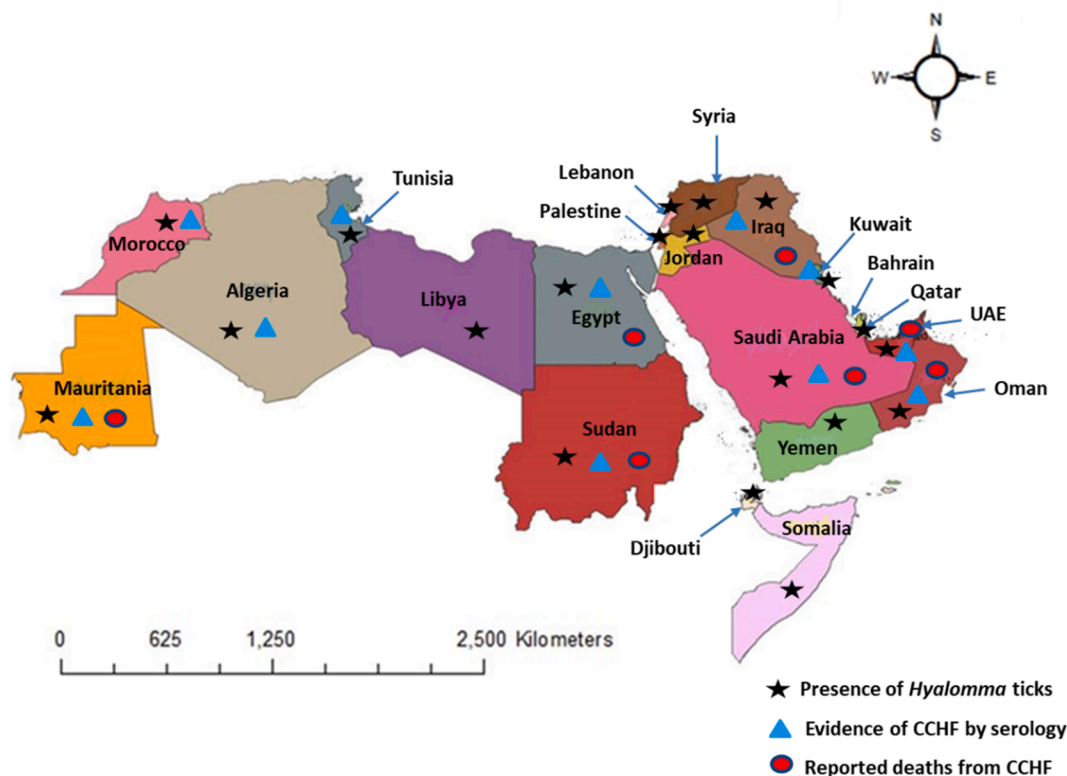 N
W E
S
Syria
Lebanon
Tunisia
Palestine
Iraq
Kuwait
Morocco
Jordan
Bahrain
Algeria
Qatar
Libya
UAE
Egypt
Saudi Arabia
Mauritania
Oman
Sudan
Yemen
Somalia
Djibouti
0 625 1,250 2,500 Kilometers
Presence of Hyalomma ticks
Evidence of CCHF by serology
Reported deaths from CCHF